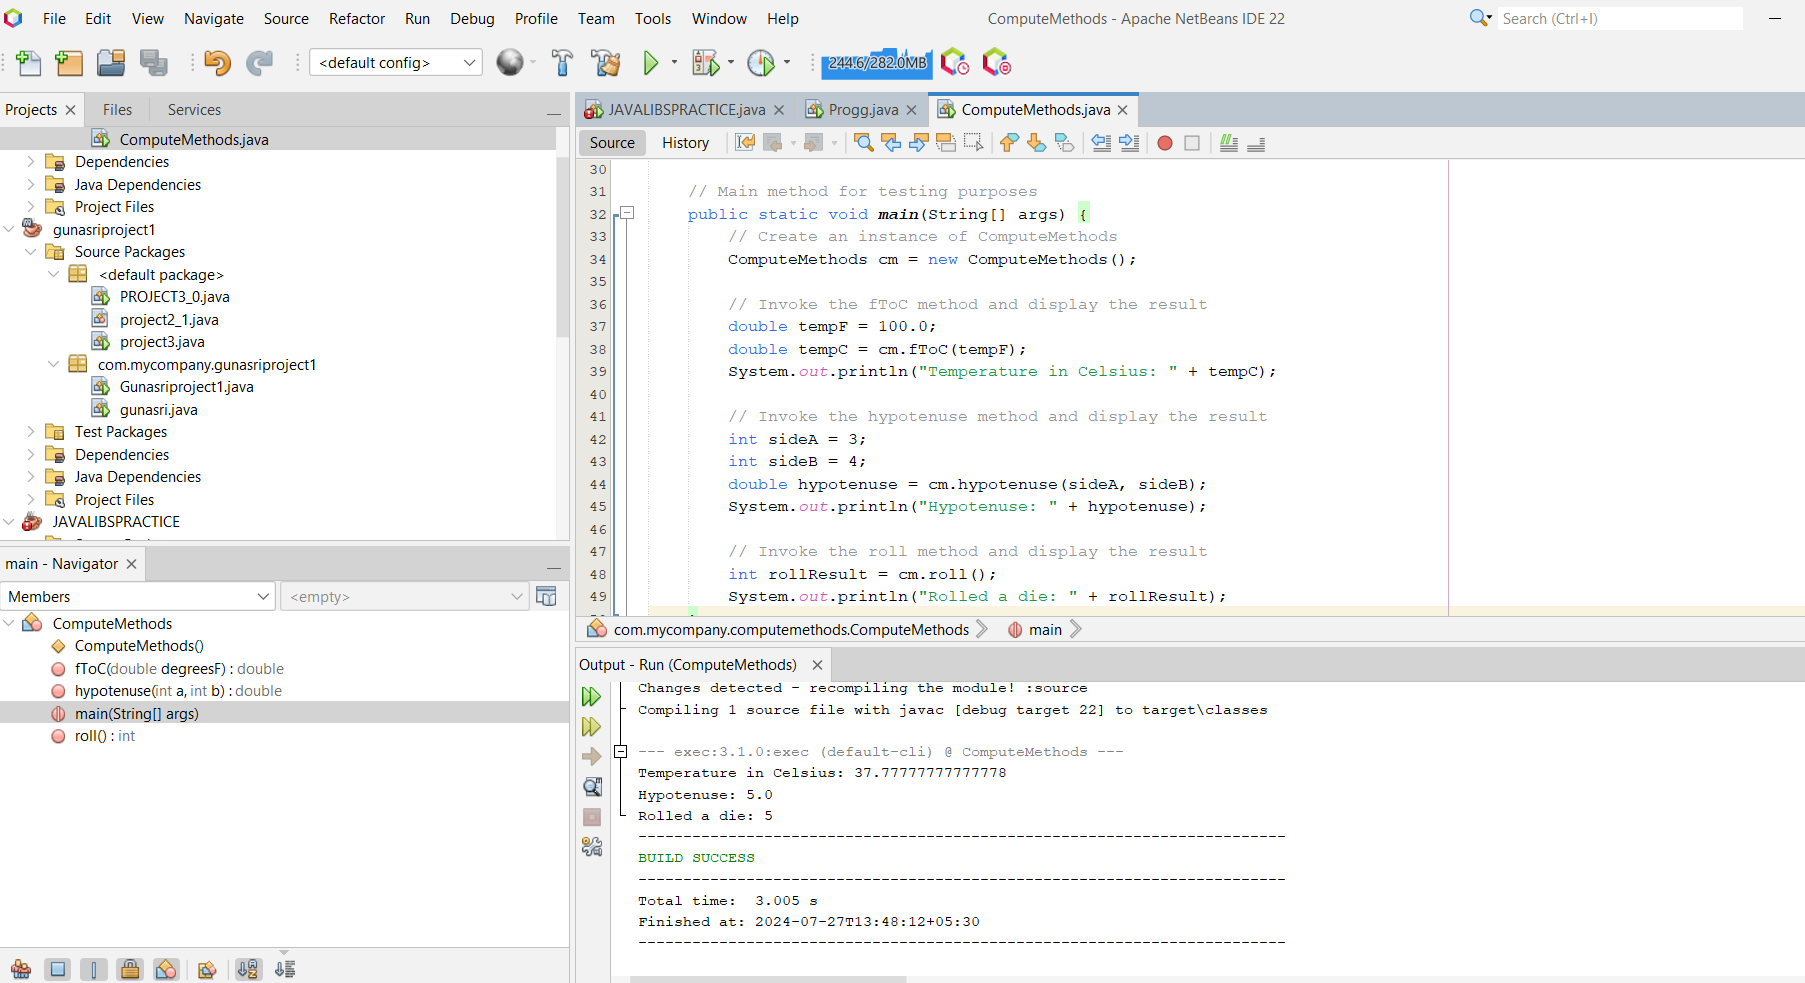 File Edit View Navigate Source Refactor Run Debug Profile Team Tools Window Help
ComputeMethods - Apache NetBeans IDE 22
Search (Ctrl+I)
<default config>
244.6/282.0MB
Projects
Files
Services
ComputeMethods.java
Dependencies
Java Dependencies
Project Files
gunasriproject1
Source Packages
<default package>
PROJECT3_0.java
project2_1.java
project3.java
com.mycompany.gunasriproject1
Gunasriproject1.java
gunasri.java
Test Packages
Dependencies
Java Dependencies
Project Files
JAVALIBSPRACTICE
main - Navigator
Members
<empty>
ComputeMethods
ComputeMethods()
fToC(double degreesF) : double
hypotenuse(int a, int b) : double
main(String[] args)
roll() : int
JAVALIBSPRACTICE.java
Progg.java
ComputeMethods.java
Source
History
30
31 // Main method for testing purposes
32 public static void main(String[] args) {
33 // Create an instance of ComputeMethods
34 ComputeMethods cm = new ComputeMethods();
35
36 // Invoke the fToC method and display the result
37 double tempF = 100.0;
38 double tempC = cm.fToC(tempF);
39 System.out.println("Temperature in Celsius: " + tempC);
40
41 // Invoke the hypotenuse method and display the result
42 int sideA = 3;
43 int sideB = 4;
44 double hypotenuse = cm.hypotenuse(sideA, sideB);
45 System.out.println("Hypotenuse: " + hypotenuse);
46
47 // Invoke the roll method and display the result
48 int rollResult = cm.roll();
49 System.out.println("Rolled a die: " + rollResult);
com.mycompany.computemethods.ComputeMethods
main
Output - Run (ComputeMethods)
Changes detected - recompiling the module! :source
Compiling 1 source file with javac [debug target 22] to target\classes
--- exec:3.1.0:exec (default-cli) @ ComputeMethods ---
Temperature in Celsius: 37.77777777777778
Hypotenuse: 5.0
Rolled a die: 5
------------------------------------------------------------------------
BUILD SUCCESS
------------------------------------------------------------------------
Total time:  3.005 s
Finished at: 2024-07-27T13:48:12+05:30
------------------------------------------------------------------------